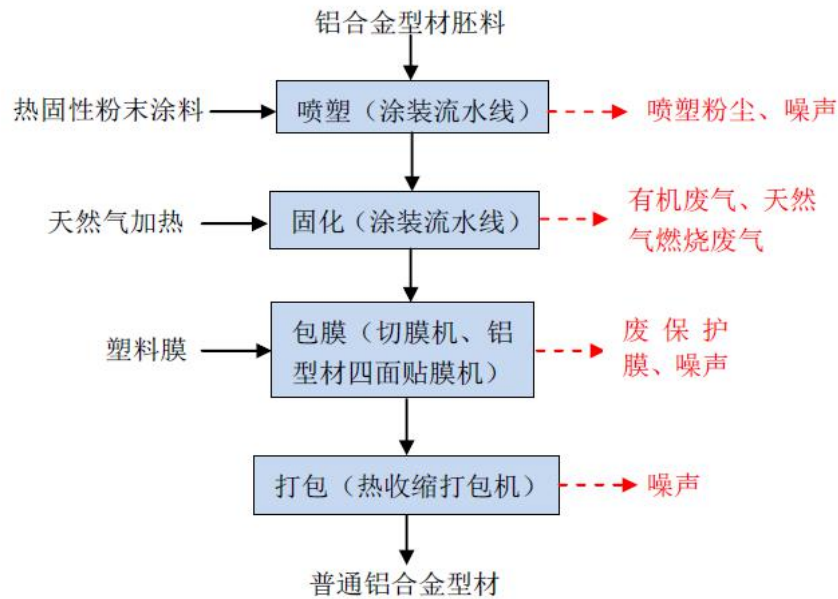 铝合金型材胚料
热固性粉末涂料
喷塑（涂装流水线）
喷塑粉尘、噪声
天然气加热
固化（涂装流水线）
有机废气、天然
气燃烧废气
塑料膜
包膜（切膜机、铝
型材四面贴膜机）
废保护
膜、噪声
打包（热收缩打包机）
噪声
普通铝合金型材